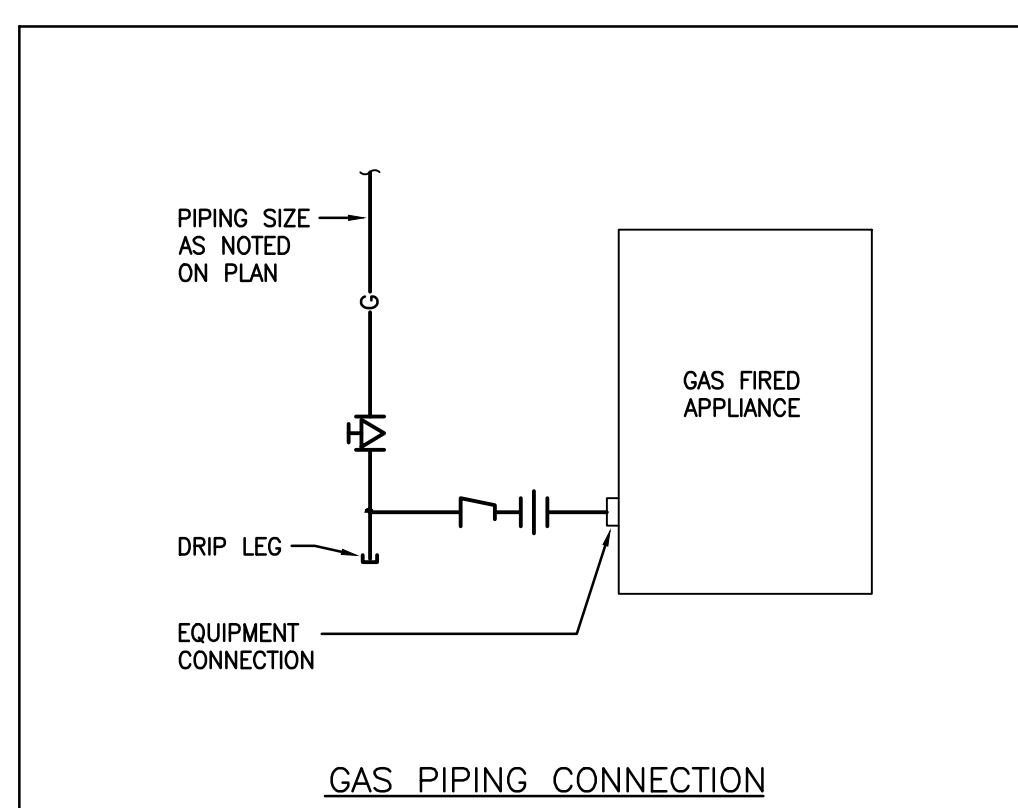 PIPING SIZE
AS NOTED
ON PLAN
G
GAS FIRED
APPLIANCE
DRIP LEG
EQUIPMENT
CONNECTION
GAS PIPING CONNECTION